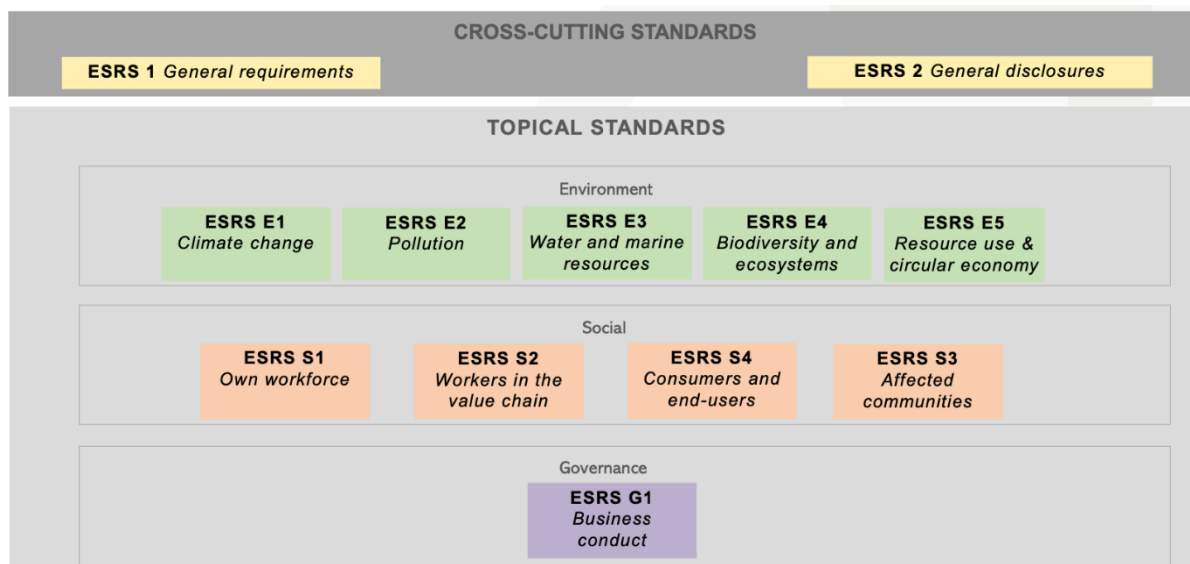 CROSS-CUTTING STANDARDS
ESRS 1 General requirements
ESRS 2 General disclosures
TOPICAL STANDARDS
Environment
ESRS E1
Climate change
ESRS E2
Pollution
ESRS E3
Water and marine
resources
ESRS E4
Biodiversity and
ecosystems
ESRS E5
Resource use &
circular economy
Social
ESRS S1
Own workforce
ESRS S2
Workers in the
value chain
ESRS S4
Consumers and
end-users
ESRS S3
Affected
communities
Governance
ESRS G1
Business
conduct